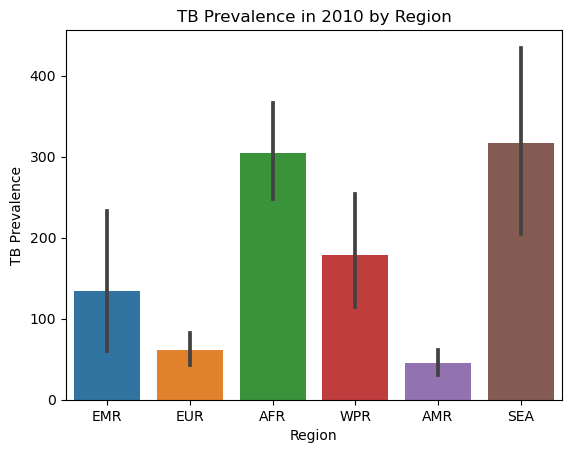 TB Prevalence in 2010 by Region
TB Prevalence
400
300
200
100
0
EMR EUR AFR WPR AMR SEA
Region